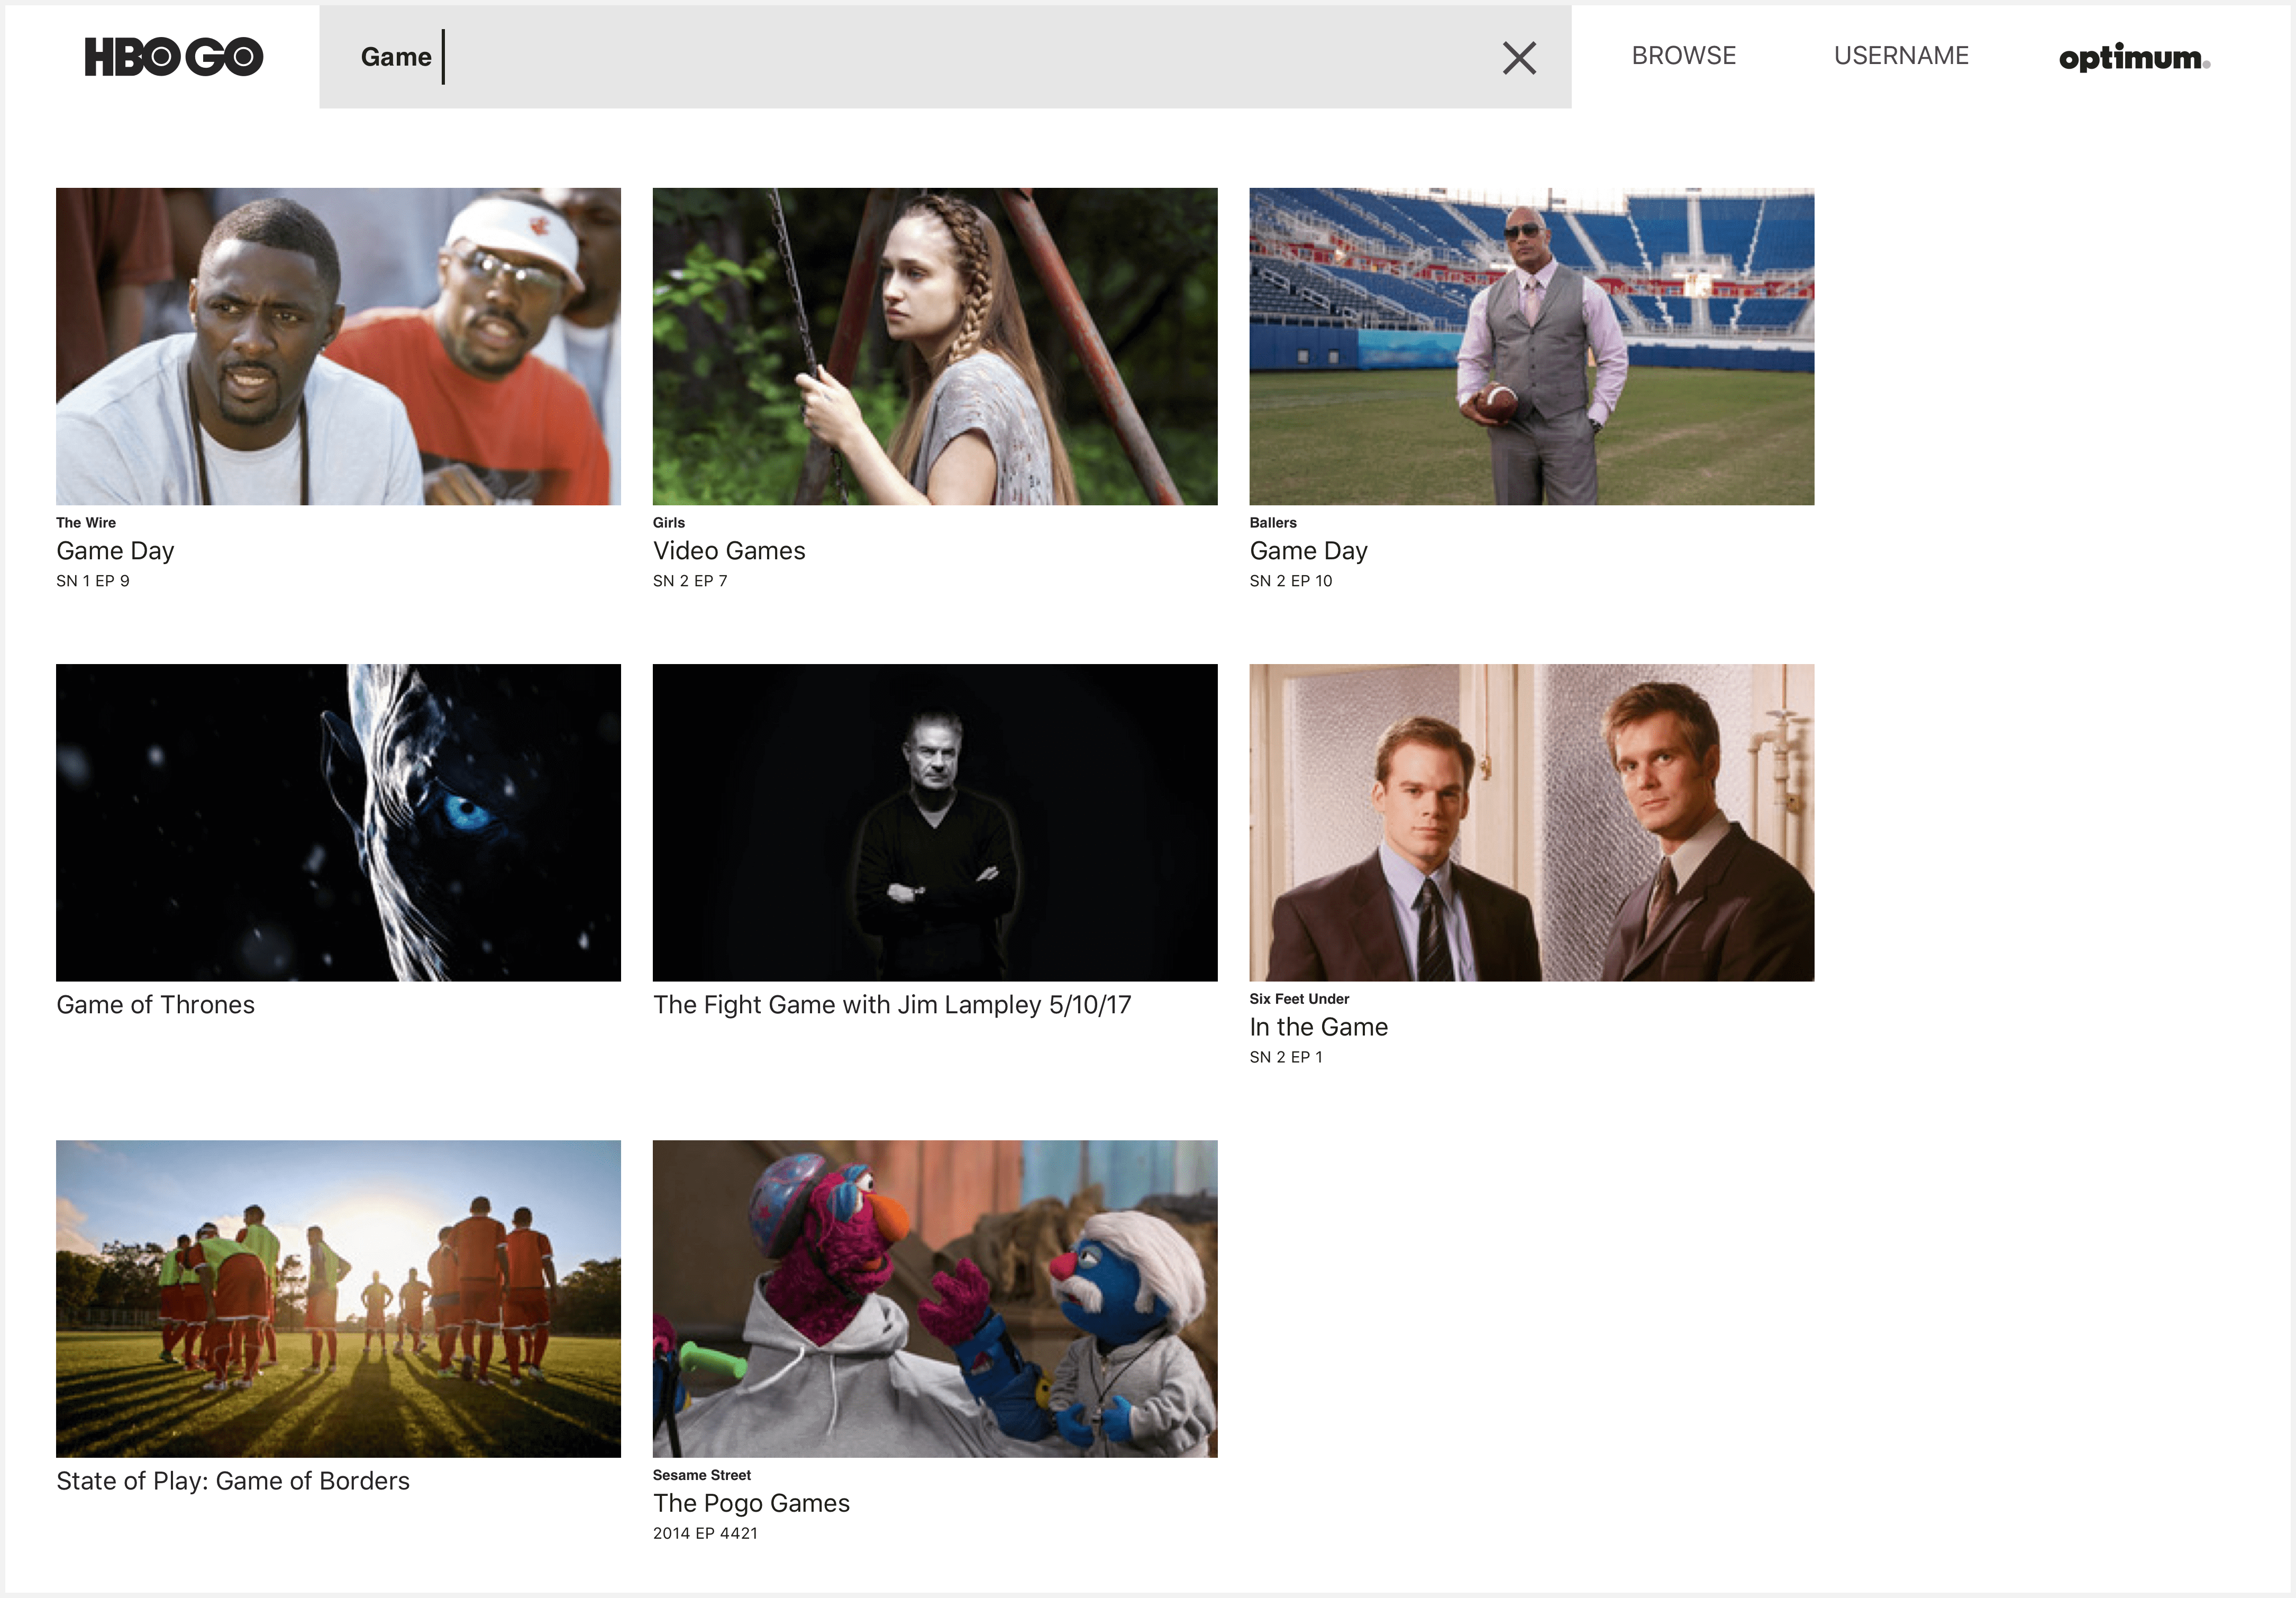 HBO GO
Game
BROWSE
USERNAME
optimum.
The Wire
Game Day
SN 1 EP 9
Girls
Video Games
SN 2 EP 7
Ballers
Game Day
SN 2 EP 10
Game of Thrones
The Fight Game with Jim Lampley 5/10/17
Six Feet Under
In the Game
SN 2 EP 1
State of Play: Game of Borders
Sesame Street
The Pogo Games
2014 EP 4421